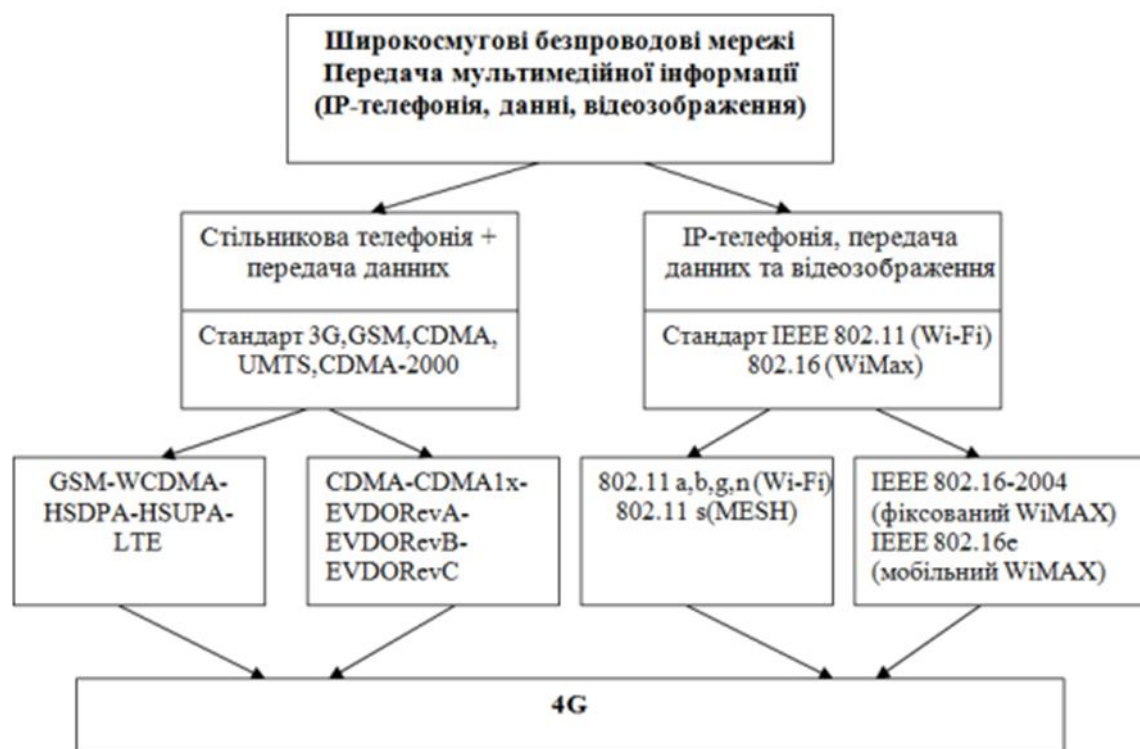 Широкосмугові безпроводові мережі
Передача мультимедійної інформації
(IP-телефонія, данні, відеозображення)
Стільникова телефонія +
передача данних
Стандарт 3G,GSM,CDMA,
UMTS,CDMA-2000
IP-телефонія, передача
данних та відеозображення
Стандарт IEEE 802.11 (Wi-Fi)
802.16 (WiMax)
GSM-WCDMA-
HSDPA-HSUPA-
LTE
CDMA-CDMA1x-
EVDORevA-
EVDORevB-
EVDORevC
802.11 a,b,g,n (Wi-Fi)
802.11 s(MESH)
IEEE 802.16-2004
(фіксований WiMAX)
IEEE 802.16e
(мобільний WiMAX)
4G